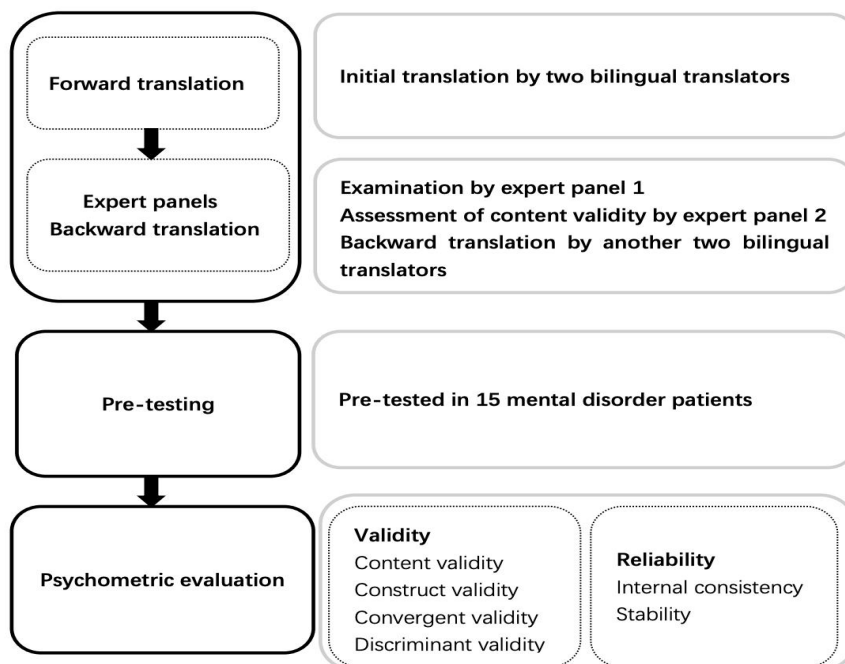 Forward translation
Initial translation by two bilingual translators
Expert panels
Backward translation
Examination by expert panel 1
Assessment of content validity by expert panel 2
Backward translation by another two bilingual
translators
Pre-testing
Pre-tested in 15 mental disorder patients
Psychometric evaluation
Validity
Content validity
Construct validity
Convergent validity
Discriminant validity
Reliability
Internal consistency
Stability